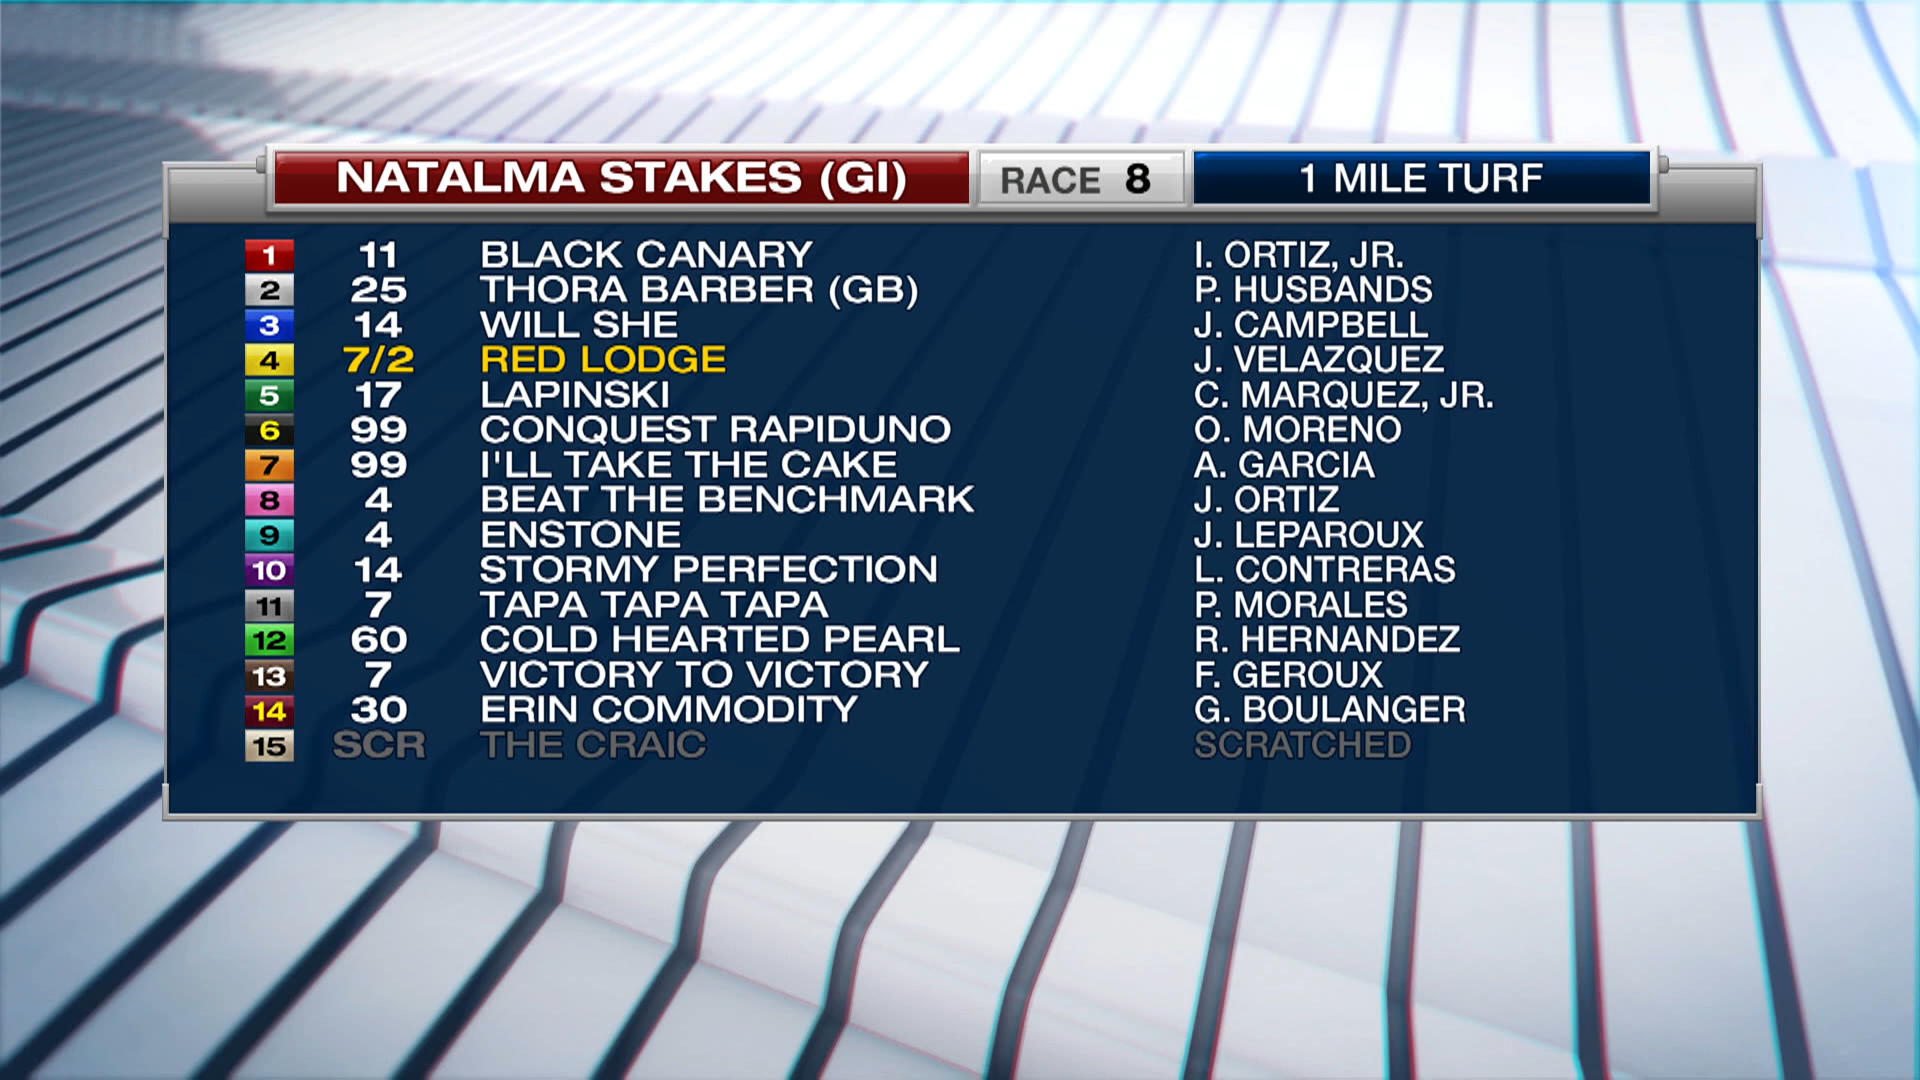 NATALMA STAKES (GI) RACE 8 1 MILE TURF
1 11 BLACK CANARY I. ORTIZ, JR.
2 25 THORA BARBER (GB) P. HUSBANDS
3 14 WILL SHE J. CAMPBELL
4 7/2 RED LODGE J. VELAZQUEZ
5 17 LAPINSKI C. MARQUEZ, JR.
6 99 CONQUEST RAPIDUNO O. MORENO
7 99 I'LL TAKE THE CAKE A. GARCIA
8 4 BEAT THE BENCHMARK J. ORTIZ
9 4 ENSTONE J. LEPAROUX
10 14 STORMY PERFECTION L. CONTRERAS
11 7 TAPA TAPA TAPA P. MORALES
12 60 COLD HEARTED PEARL R. HERNANDEZ
13 7 VICTORY TO VICTORY F. GEROUX
14 30 ERIN COMMODITY G. BOULANGER
15 SCR THE CRAIC SCRATCHED